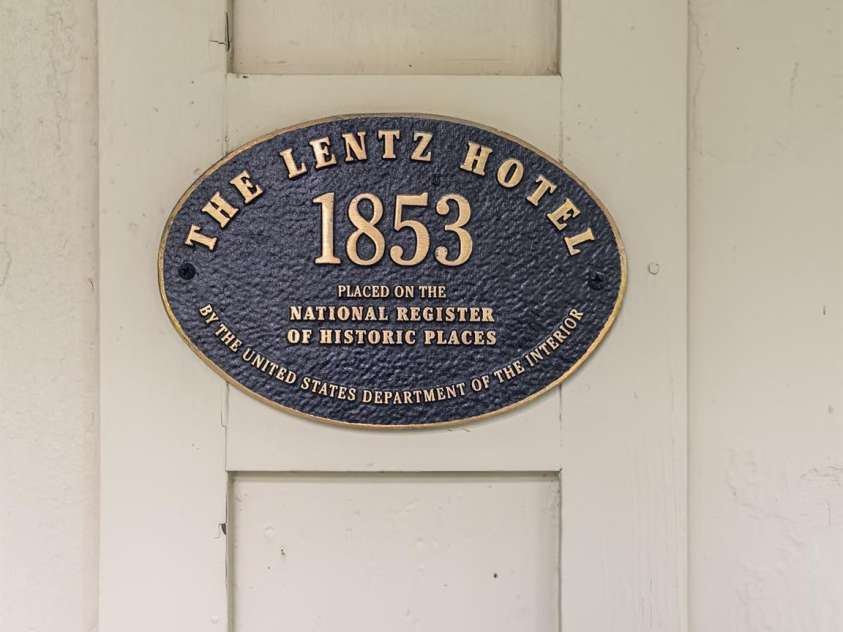 THE LENTZ HOTEL
1853
PLACED ON THE
NATIONAL REGISTER
OF HISTORIC PLACES
BY THE UNITED STATES DEPARTMENT OF THE INTERIOR